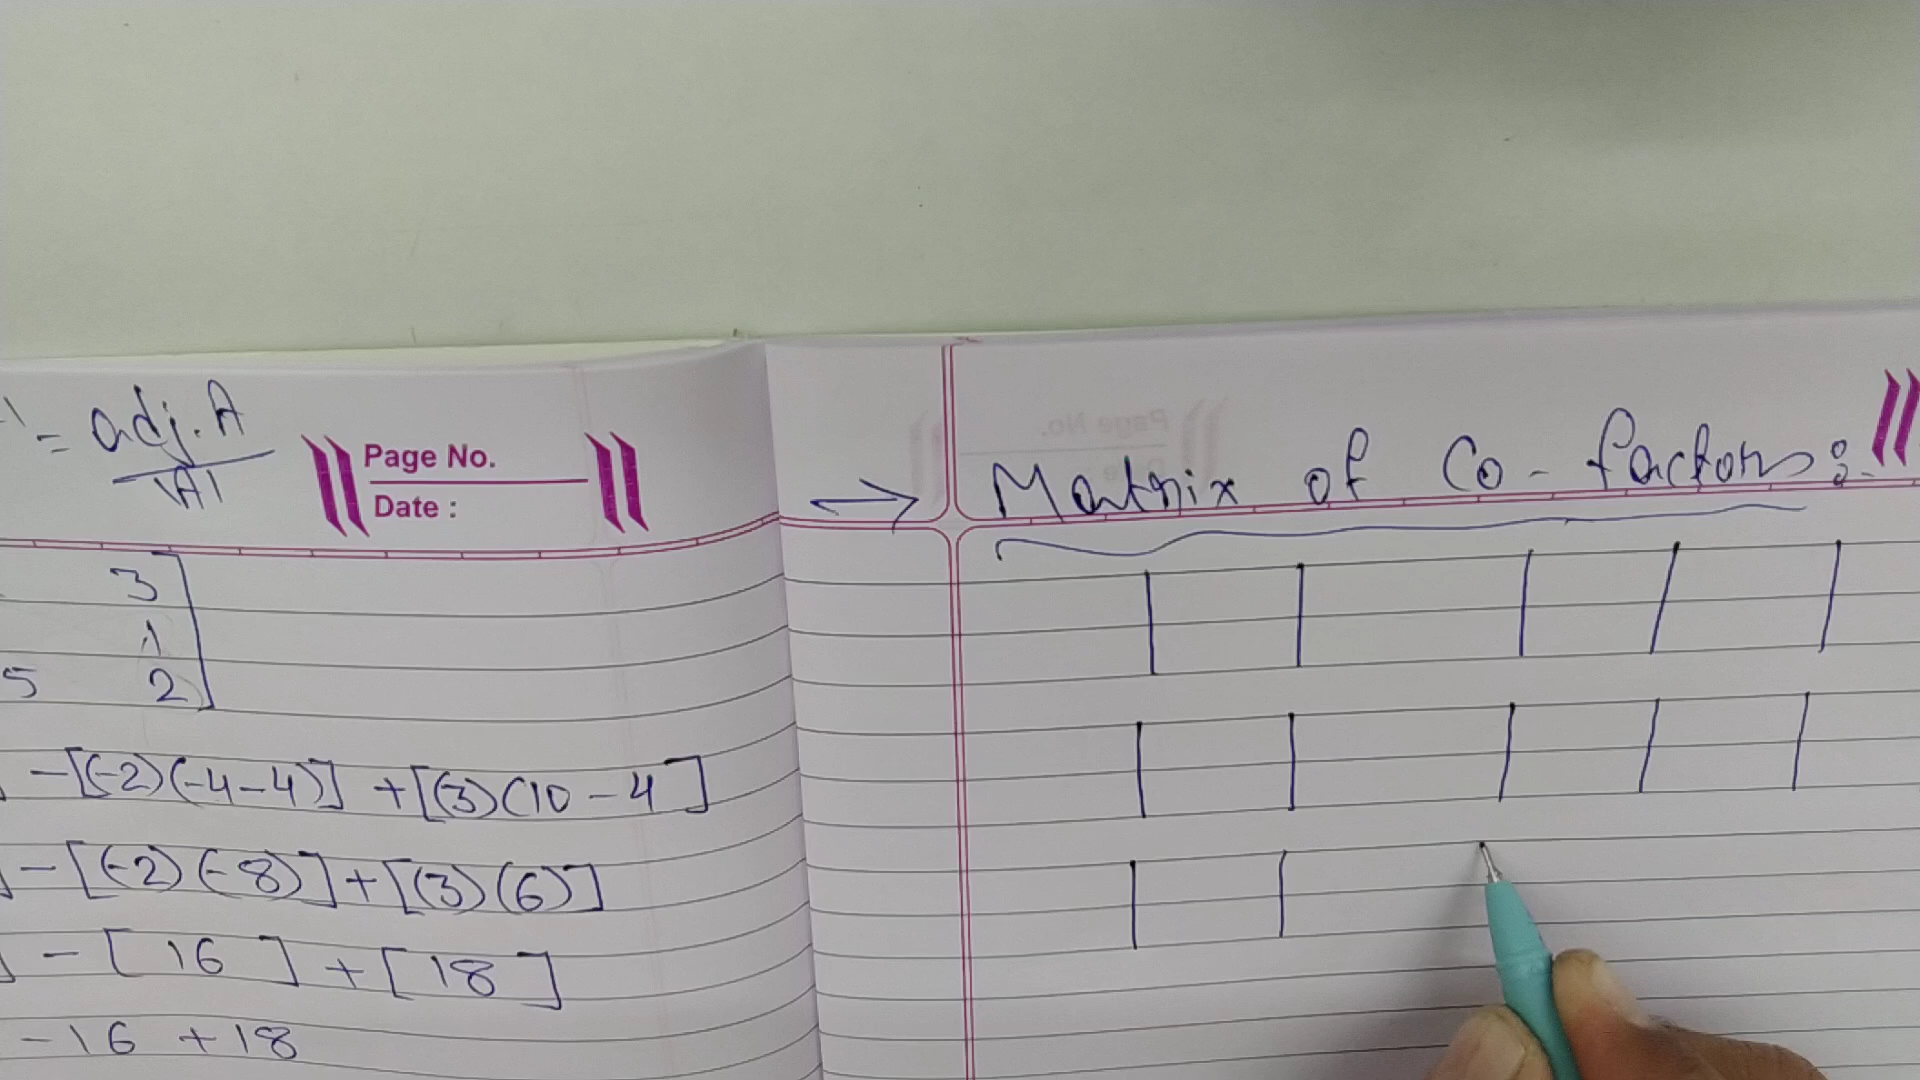 -1 = adj.A
|A|
Page No.
Date :
3
1
5 2
-[(-2)(-4-4)] +[(3)(10-4]
-[(-2)(-8)]+[(3)(6)]
-[16]+[18]
-16 +18
→ Matrix of Co-factors:-